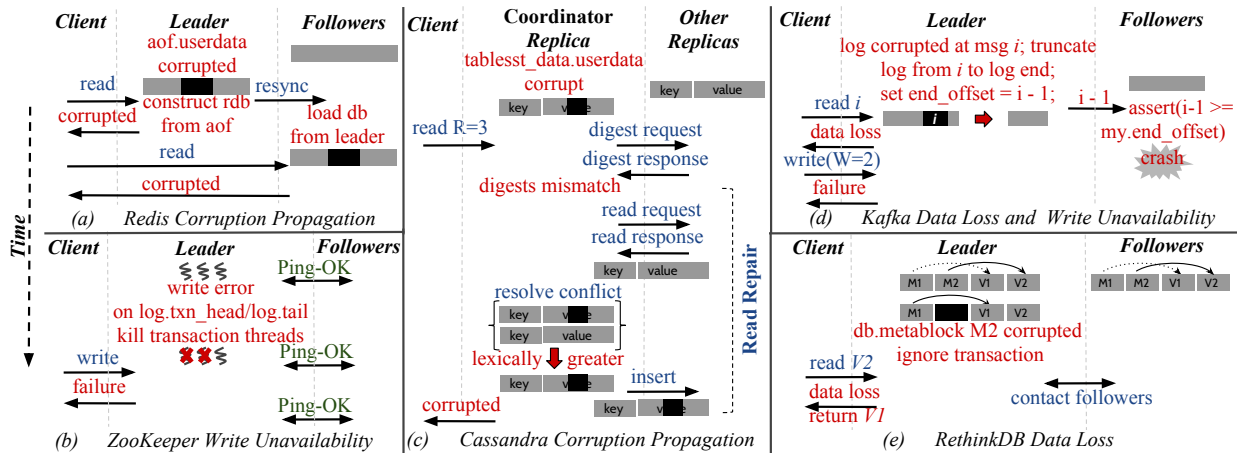 Client
Leader
Followers
aof.userdata
corrupted
read
resync
construct rdb
from aof
corrupted
load db
from leader
read
corrupted
(a) Redis Corruption Propagation
Time
Client
Leader
Followers
Ping-OK
write error
on log.txn_head/log.tail
kill transaction threads
write
Ping-OK
failure
Ping-OK
(b) ZooKeeper Write Unavailability
Client
Coordinator
Replica
Other
Replicas
tablesst_data.userdata
corrupt
key value
key value
read R=3
digest request
digest response
digests mismatch
read request
read response
key value
resolve conflict
key value
key value
lexically greater
key value
insert
key value
corrupted
Read Repair
(c) Cassandra Corruption Propagation
Client
Leader
Followers
log corrupted at msg i; truncate
log from i to log end;
set end_offset = i - 1;
read i
i
i - 1
data loss
assert(i-1 >=
my.end_offset)
crash
write(W=2)
failure
(d) Kafka Data Loss and Write Unavailability
Client
Leader
Followers
M1 M2 V1 V2
M1 M2 V1 V2
M1 V1 V2
db.metablock M2 corrupted
ignore transaction
read V2
data loss
return V1
contact followers
(e) RethinkDB Data Loss